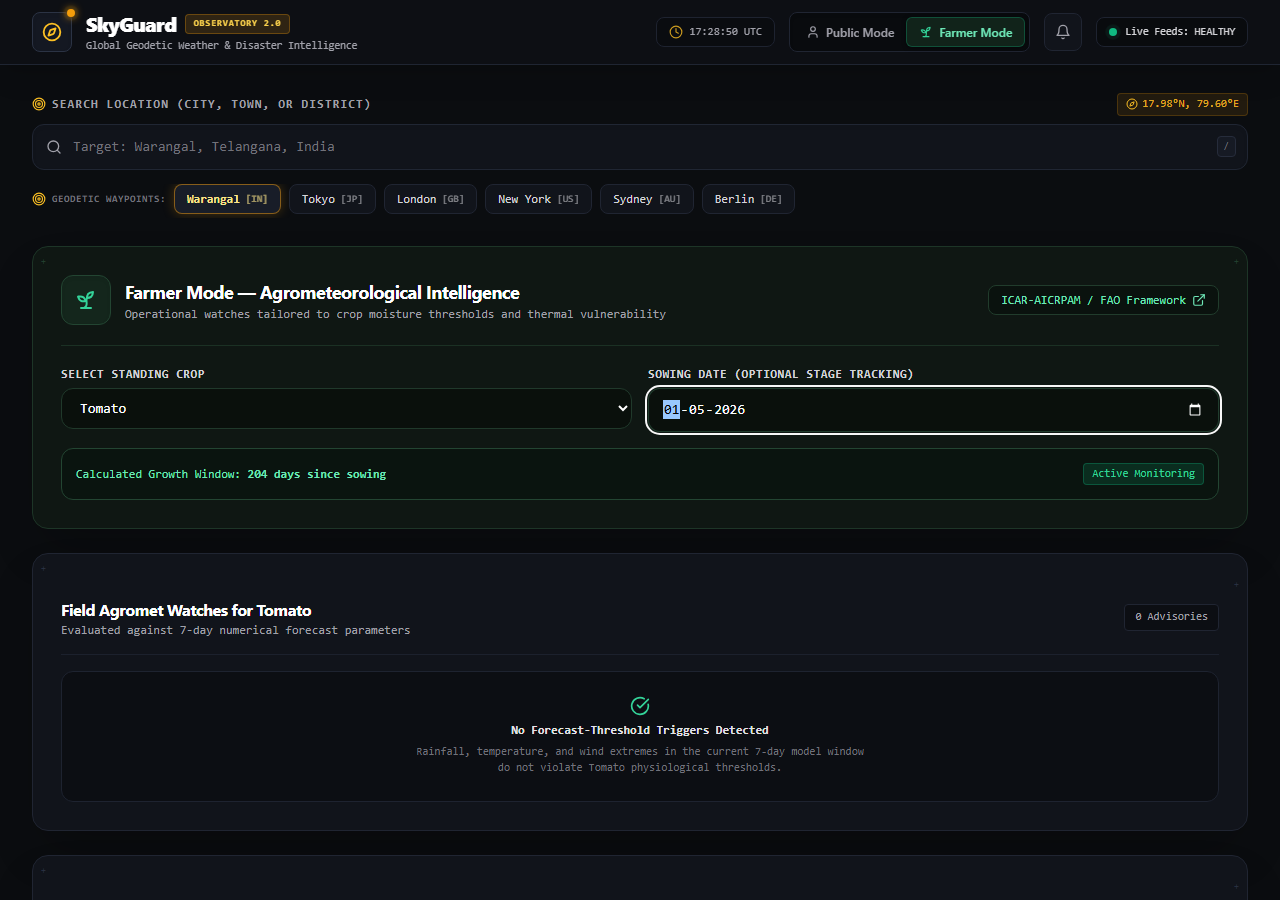 SkyGuard OBSERVATORY 2.0
Global Geodetic Weather & Disaster Intelligence
17:28:50 UTC
Public Mode
Farmer Mode
Live Feeds: HEALTHY
SEARCH LOCATION (CITY, TOWN, OR DISTRICT)
17.98°N, 79.60°E
Target: Warangal, Telangana, India
/
GEODETIC WAYPOINTS:
Warangal [IN]
Tokyo [JP]
London [GB]
New York [US]
Sydney [AU]
Berlin [DE]
Farmer Mode — Agrometeorological Intelligence
Operational watches tailored to crop moisture thresholds and thermal vulnerability
ICAR-AICRPAM / FAO Framework
SELECT STANDING CROP
Tomato
SOWING DATE (OPTIONAL STAGE TRACKING)
01-05-2026
Calculated Growth Window: 204 days since sowing
Active Monitoring
Field Agromet Watches for Tomato
Evaluated against 7-day numerical forecast parameters
0 Advisories
No Forecast-Threshold Triggers Detected
Rainfall, temperature, and wind extremes in the current 7-day model window
do not violate Tomato physiological thresholds.